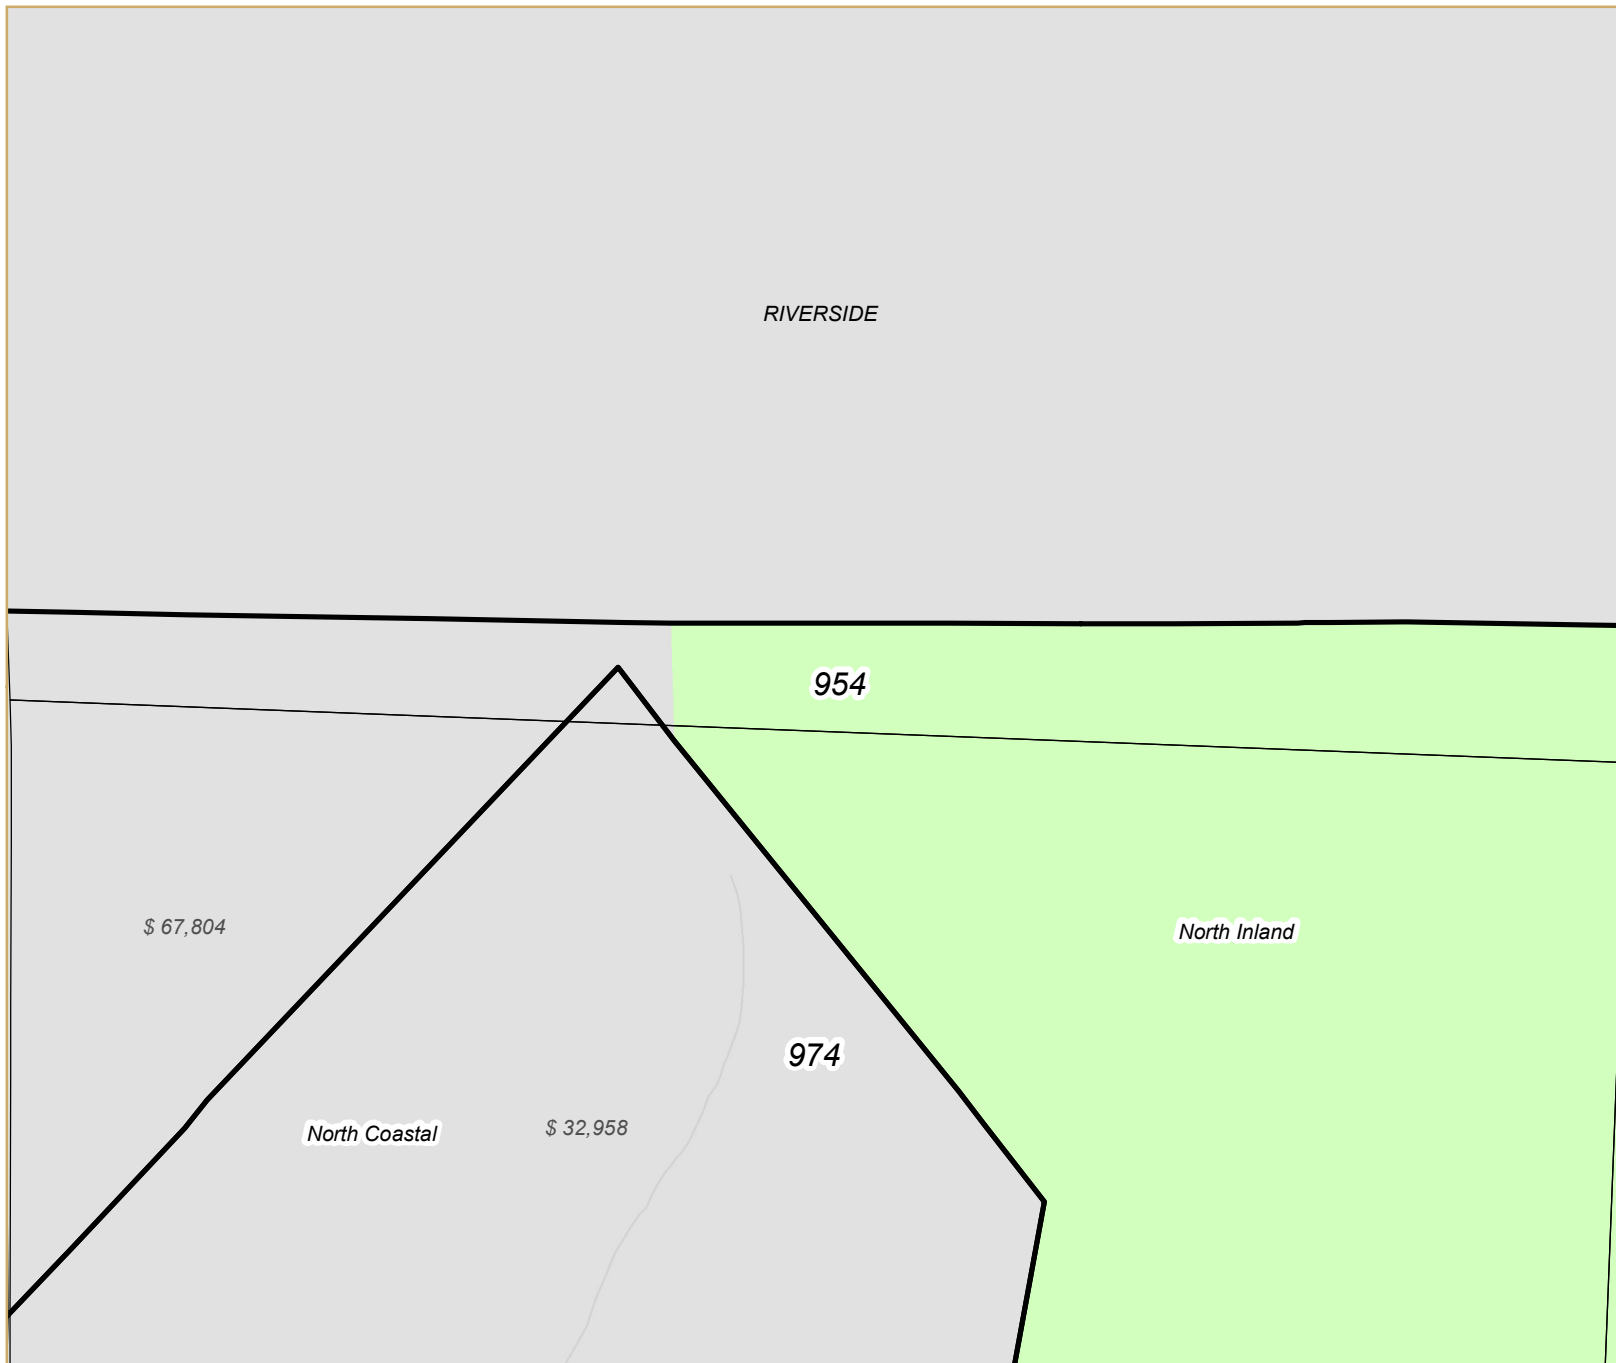 RIVERSIDE
954
$ 67,804
North Inland
974
North Coastal
$ 32,958